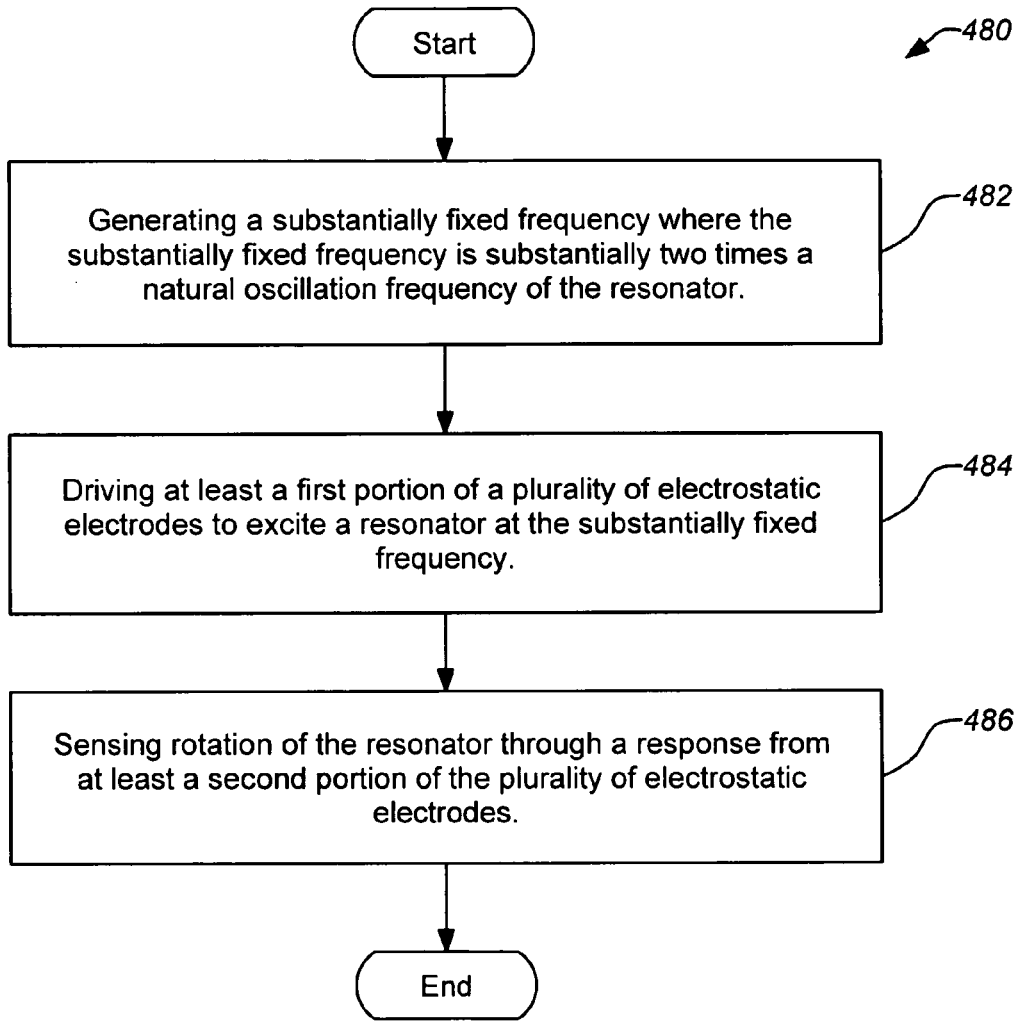 Start
480
Generating a substantially fixed frequency where the
substantially fixed frequency is substantially two times a
natural oscillation frequency of the resonator.
482
Driving at least a first portion of a plurality of electrostatic
electrodes to excite a resonator at the substantially fixed
frequency.
484
Sensing rotation of the resonator through a response from
at least a second portion of the plurality of electrostatic
electrodes.
486
End